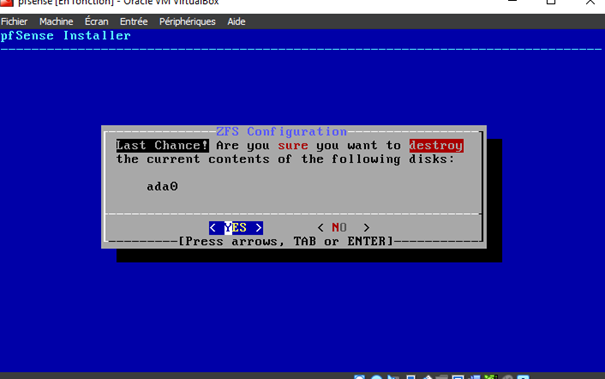 pfSense [En fonction] - Oracle VM VirtualBox
Fichier Machine Écran Entrée Périphériques Aide
pfSense Installer
ZFS Configuration
Last Chance! Are you sure you want to destroy
the current contents of the following disks:
ada0
< YES > < NO >
[Press arrows, TAB or ENTER]